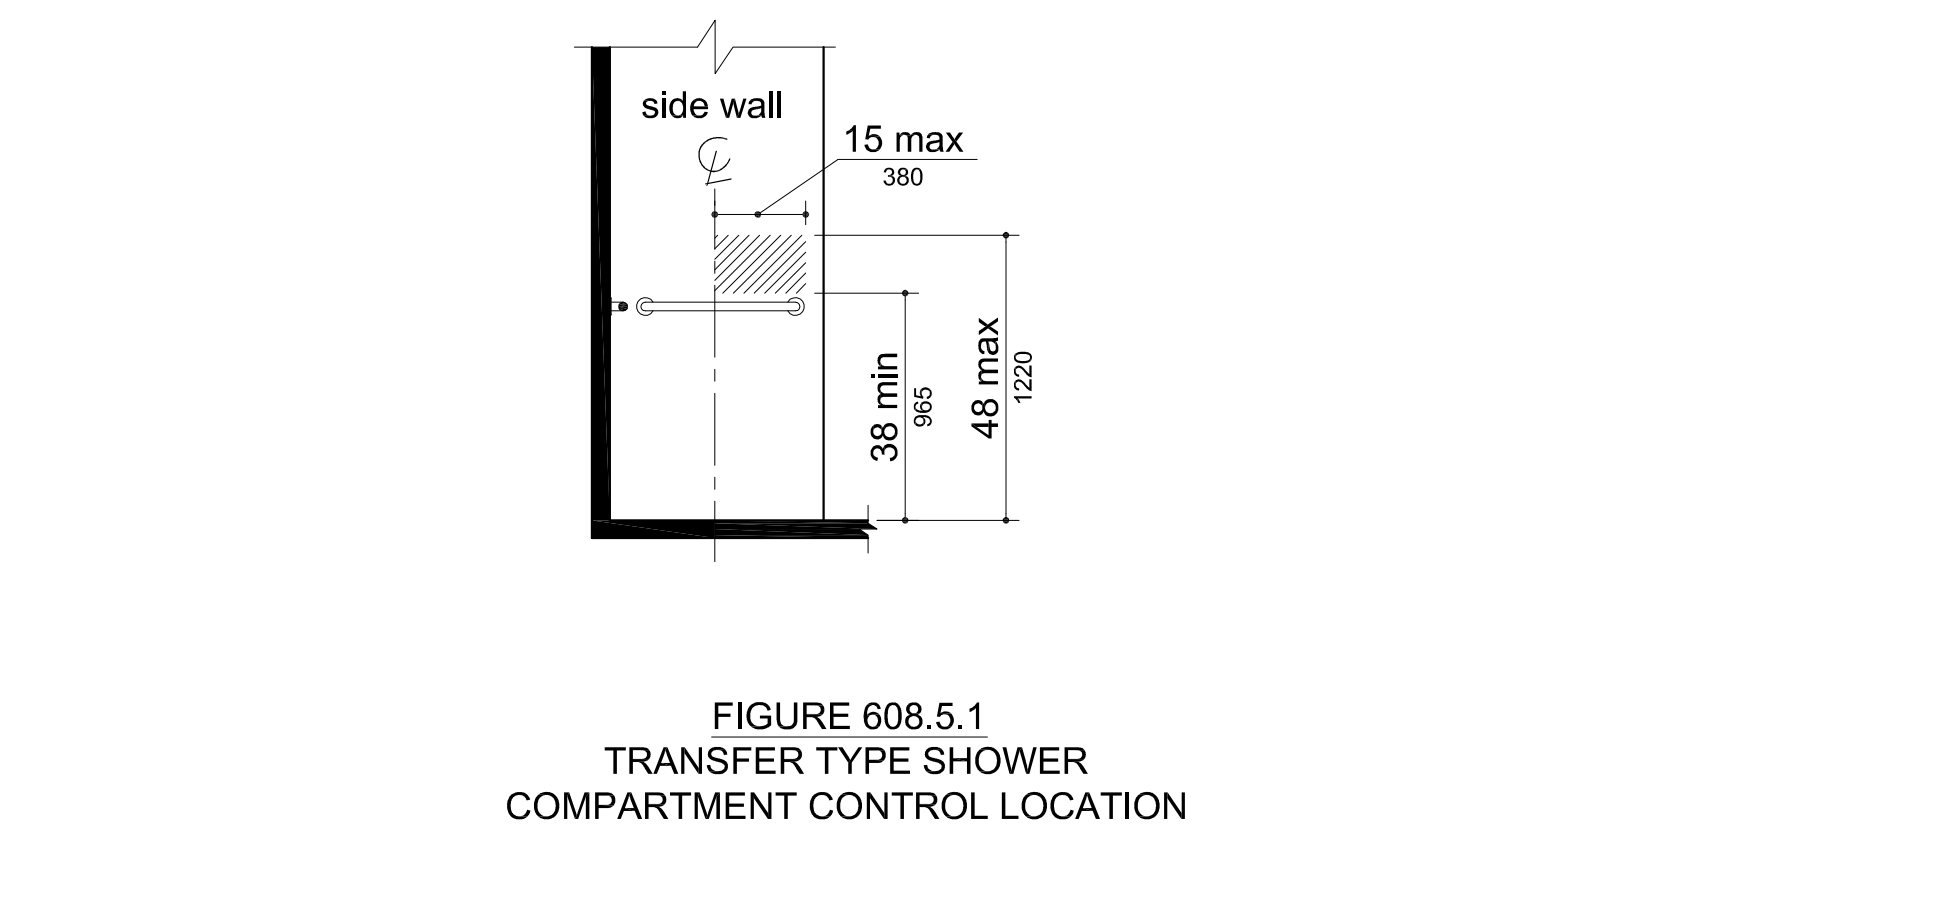 side wall
℄
15 max
380
38 min
965
48 max
1220
FIGURE 608.5.1
TRANSFER TYPE SHOWER
COMPARTMENT CONTROL LOCATION